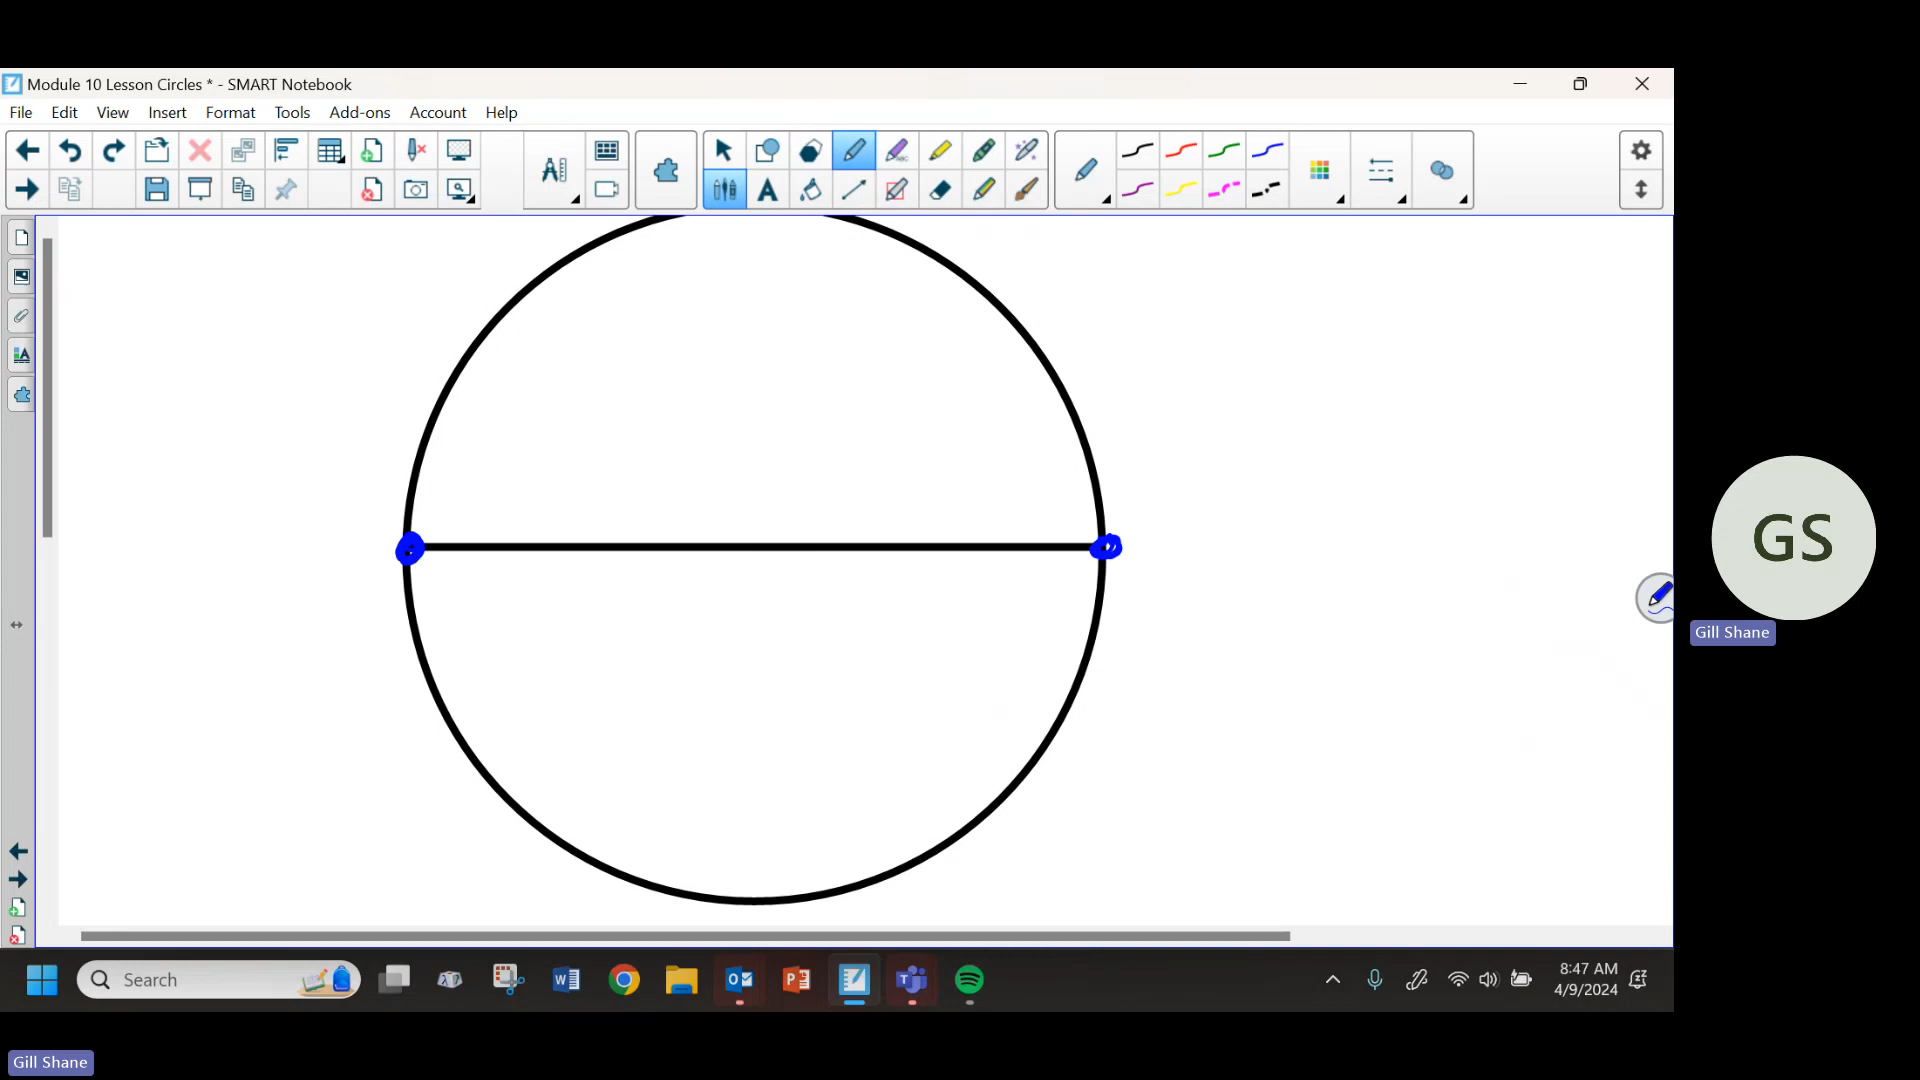 Module 10 Lesson Circles * - SMART Notebook
File Edit View Insert Format Tools Add-ons Account Help
GS
Gill Shane
Search
8:47 AM
4/9/2024
Gill Shane